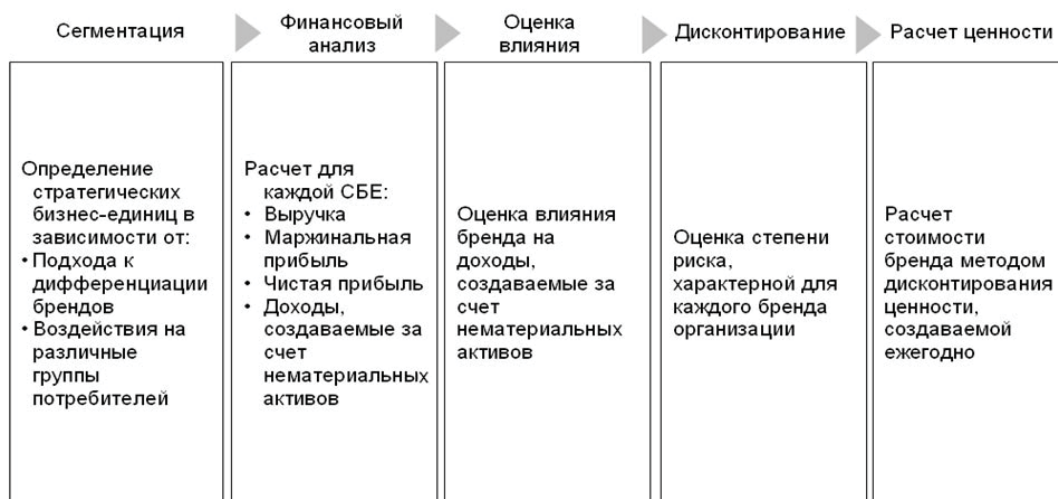 Сегментация
Финансовый
анализ
Оценка
влияния
Дисконтирование
Расчет ценности
Определение
стратегических
бизнес-единиц в
зависимости от:
• Подхода к
дифференциации
брендов
• Воздействия на
различные
группы
потребителей
Расчет для
каждой СБЕ:
• Выручка
• Маржинальная
прибыль
• Чистая прибыль
• Доходы,
создаваемые за
счет
нематериальных
активов
Оценка влияния
бренда на
доходы,
создаваемые за
счет
нематериальных
активов
Оценка степени
риска,
характерной для
каждого бренда
организации
Расчет
стоимости
бренда методом
дисконтирования
ценности,
создаваемой
ежегодно